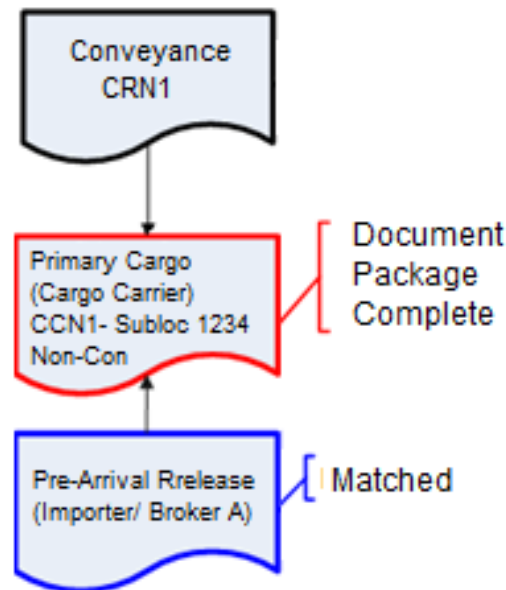 Conveyance
CRN1
Primary Cargo
(Cargo Carrier)
CCN1- Subloc 1234
Non-Con
Document
Package
Complete
Pre-Arrival Rrelease
(Importer/ Broker A)
Matched